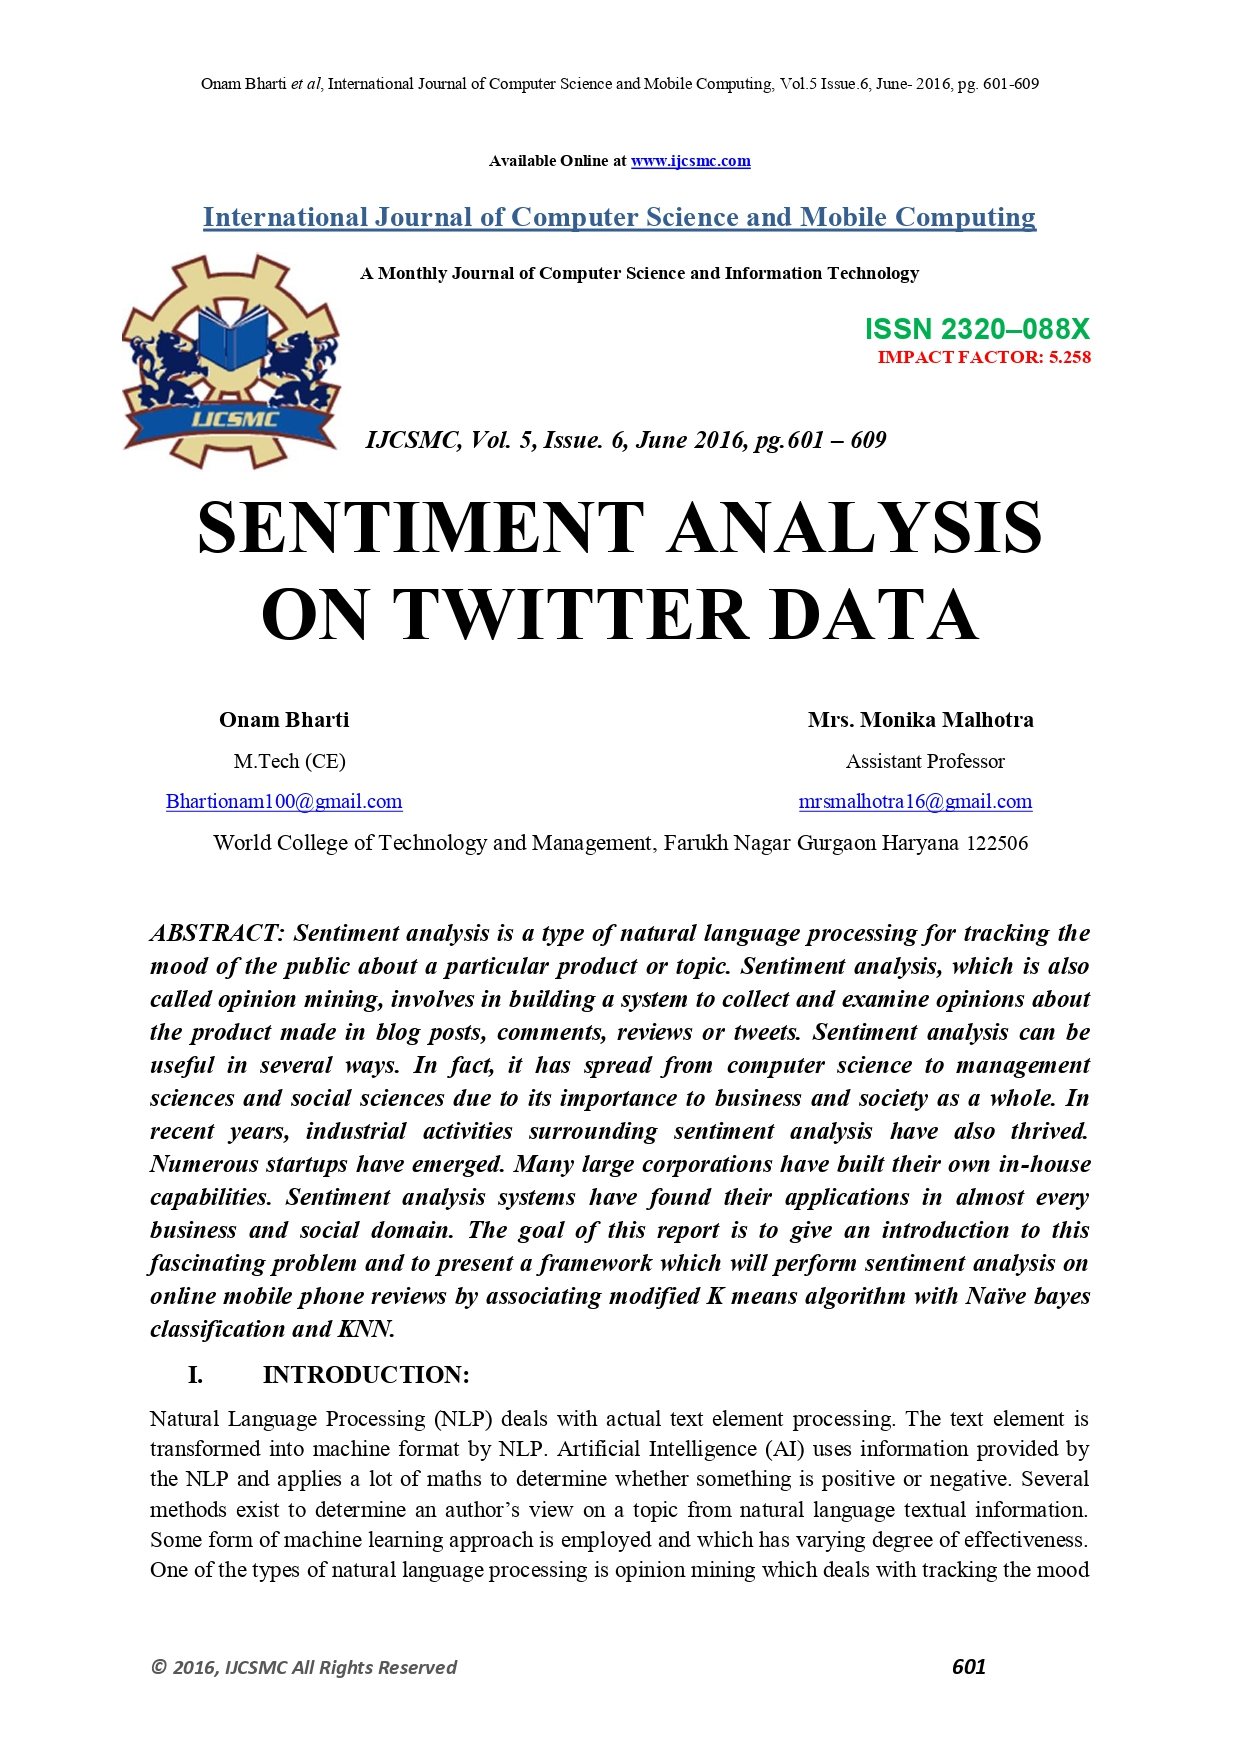 Onam Bharti et al, International Journal of Computer Science and Mobile Computing, Vol.5 Issue.6, June- 2016, pg. 601-609
Available Online at www.ijcsmc.com
International Journal of Computer Science and Mobile Computing
A Monthly Journal of Computer Science and Information Technology
ISSN 2320–088X
IMPACT FACTOR: 5.258
IJCSMC
IJCSMC, Vol. 5, Issue. 6, June 2016, pg.601 – 609
SENTIMENT ANALYSIS
ON TWITTER DATA
Onam Bharti
Mrs. Monika Malhotra
M.Tech (CE)
Assistant Professor
Bhartionam100@gmail.com
mrsmalhotra16@gmail.com
World College of Technology and Management, Farukh Nagar Gurgaon Haryana 122506
ABSTRACT: Sentiment analysis is a type of natural language processing for tracking the
mood of the public about a particular product or topic. Sentiment analysis, which is also
called opinion mining, involves in building a system to collect and examine opinions about
the product made in blog posts, comments, reviews or tweets. Sentiment analysis can be
useful in several ways. In fact, it has spread from computer science to management
sciences and social sciences due to its importance to business and society as a whole. In
recent years, industrial activities surrounding sentiment analysis have also thrived.
Numerous startups have emerged. Many large corporations have built their own in-house
capabilities. Sentiment analysis systems have found their applications in almost every
business and social domain. The goal of this report is to give an introduction to this
fascinating problem and to present a framework which will perform sentiment analysis on
online mobile phone reviews by associating modified K means algorithm with Naïve bayes
classification and KNN.
I. INTRODUCTION:
Natural Language Processing (NLP) deals with actual text element processing. The text element is
transformed into machine format by NLP. Artificial Intelligence (AI) uses information provided by
the NLP and applies a lot of maths to determine whether something is positive or negative. Several
methods exist to determine an author’s view on a topic from natural language textual information.
Some form of machine learning approach is employed and which has varying degree of effectiveness.
One of the types of natural language processing is opinion mining which deals with tracking the mood
© 2016, IJCSMC All Rights Reserved
601